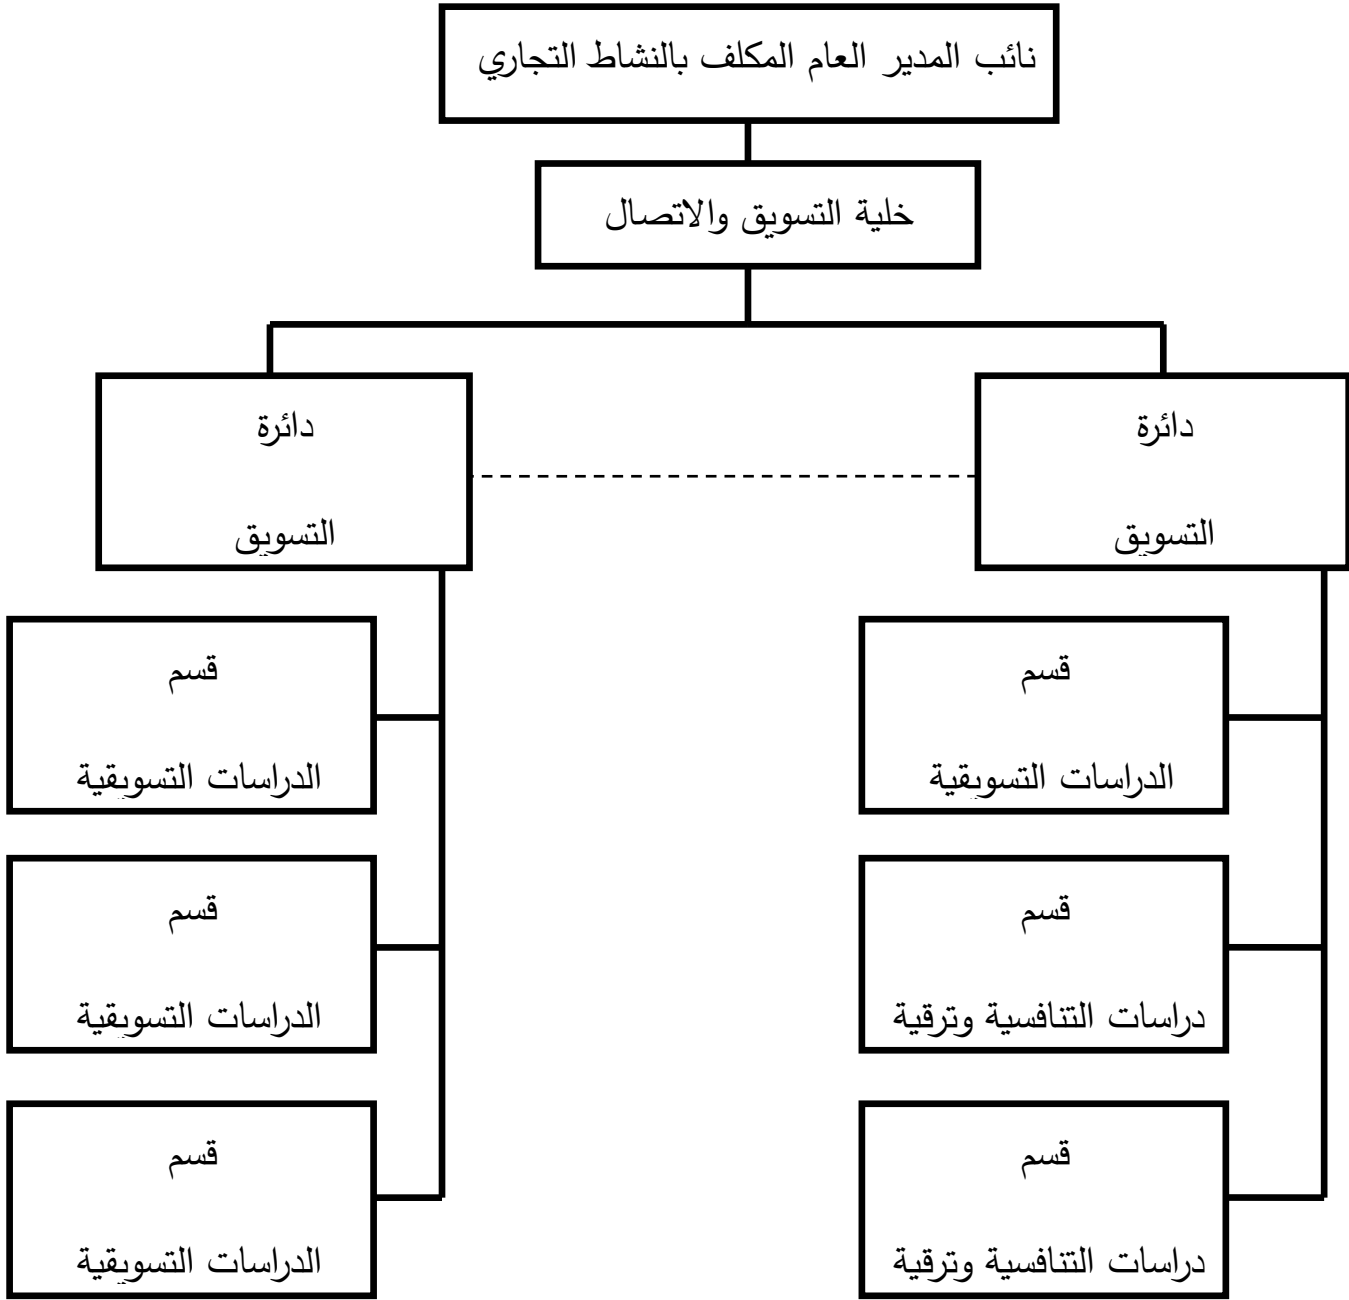 نائب المدير العام المكلف بالنشاط التجاري
خلية التسويق والاتصال
دائرة
التسويق
دائرة
التسويق
قسم
الدراسات التسويقية
قسم
دراسات التنافسية وترقية
قسم
دراسات التنافسية وترقية
قسم
الدراسات التسويقية
قسم
الدراسات التسويقية
قسم
الدراسات التسويقية